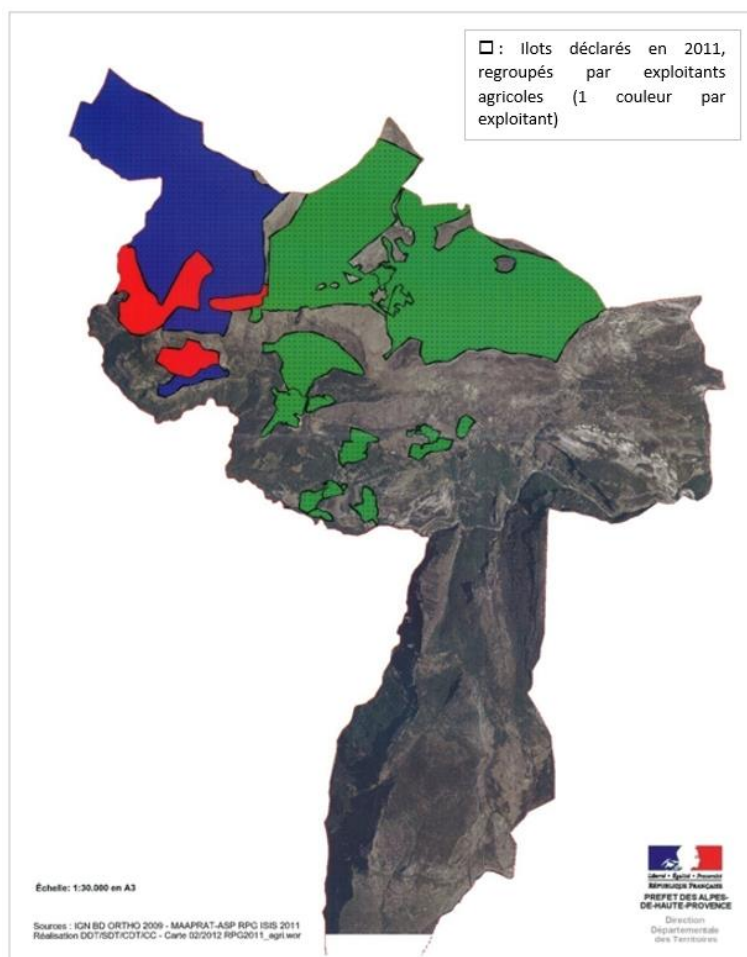 ☐ : Ilots déclarés en 2011,
regroupés par exploitants
agricoles (1 couleur par
exploitant)
Échelle: 1:30.000 en A3
Sources : IGN BD ORTHO 2009 - MAAPRAT-ASP RPG ISIS 2011
Réalisation DDT/SDT/CDT/CC - Carte 02/2012 RPG2011_agri.wor
Liberté • Égalité • Fraternité
RÉPUBLIQUE FRANÇAISE
PREFET DES ALPES-
DE-HAUTE-PROVENCE
Direction
Départementale
des Territoires